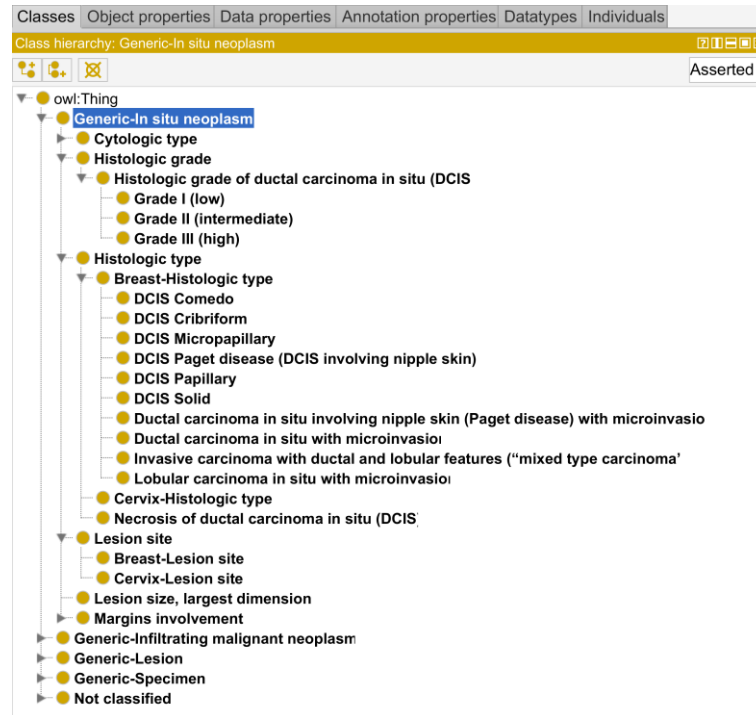 Classes Object properties Data properties Annotation properties Datatypes Individuals
Class hierarchy: Generic-In situ neoplasm
Asserted
owl:Thing
Generic-In situ neoplasm
Cytologic type
Histologic grade
Histologic grade of ductal carcinoma in situ (DCIS
Grade I (low)
Grade II (intermediate)
Grade III (high)
Histologic type
Breast-Histologic type
DCIS Comedo
DCIS Cribriform
DCIS Micropapillary
DCIS Paget disease (DCIS involving nipple skin)
DCIS Papillary
DCIS Solid
Ductal carcinoma in situ involving nipple skin (Paget disease) with microinvasio
Ductal carcinoma in situ with microinvasion
Invasive carcinoma with ductal and lobular features (“mixed type carcinoma’
Lobular carcinoma in situ with microinvasion
Cervix-Histologic type
Necrosis of ductal carcinoma in situ (DCIS)
Lesion site
Breast-Lesion site
Cervix-Lesion site
Lesion size, largest dimension
Margins involvement
Generic-Infiltrating malignant neoplasm
Generic-Lesion
Generic-Specimen
Not classified